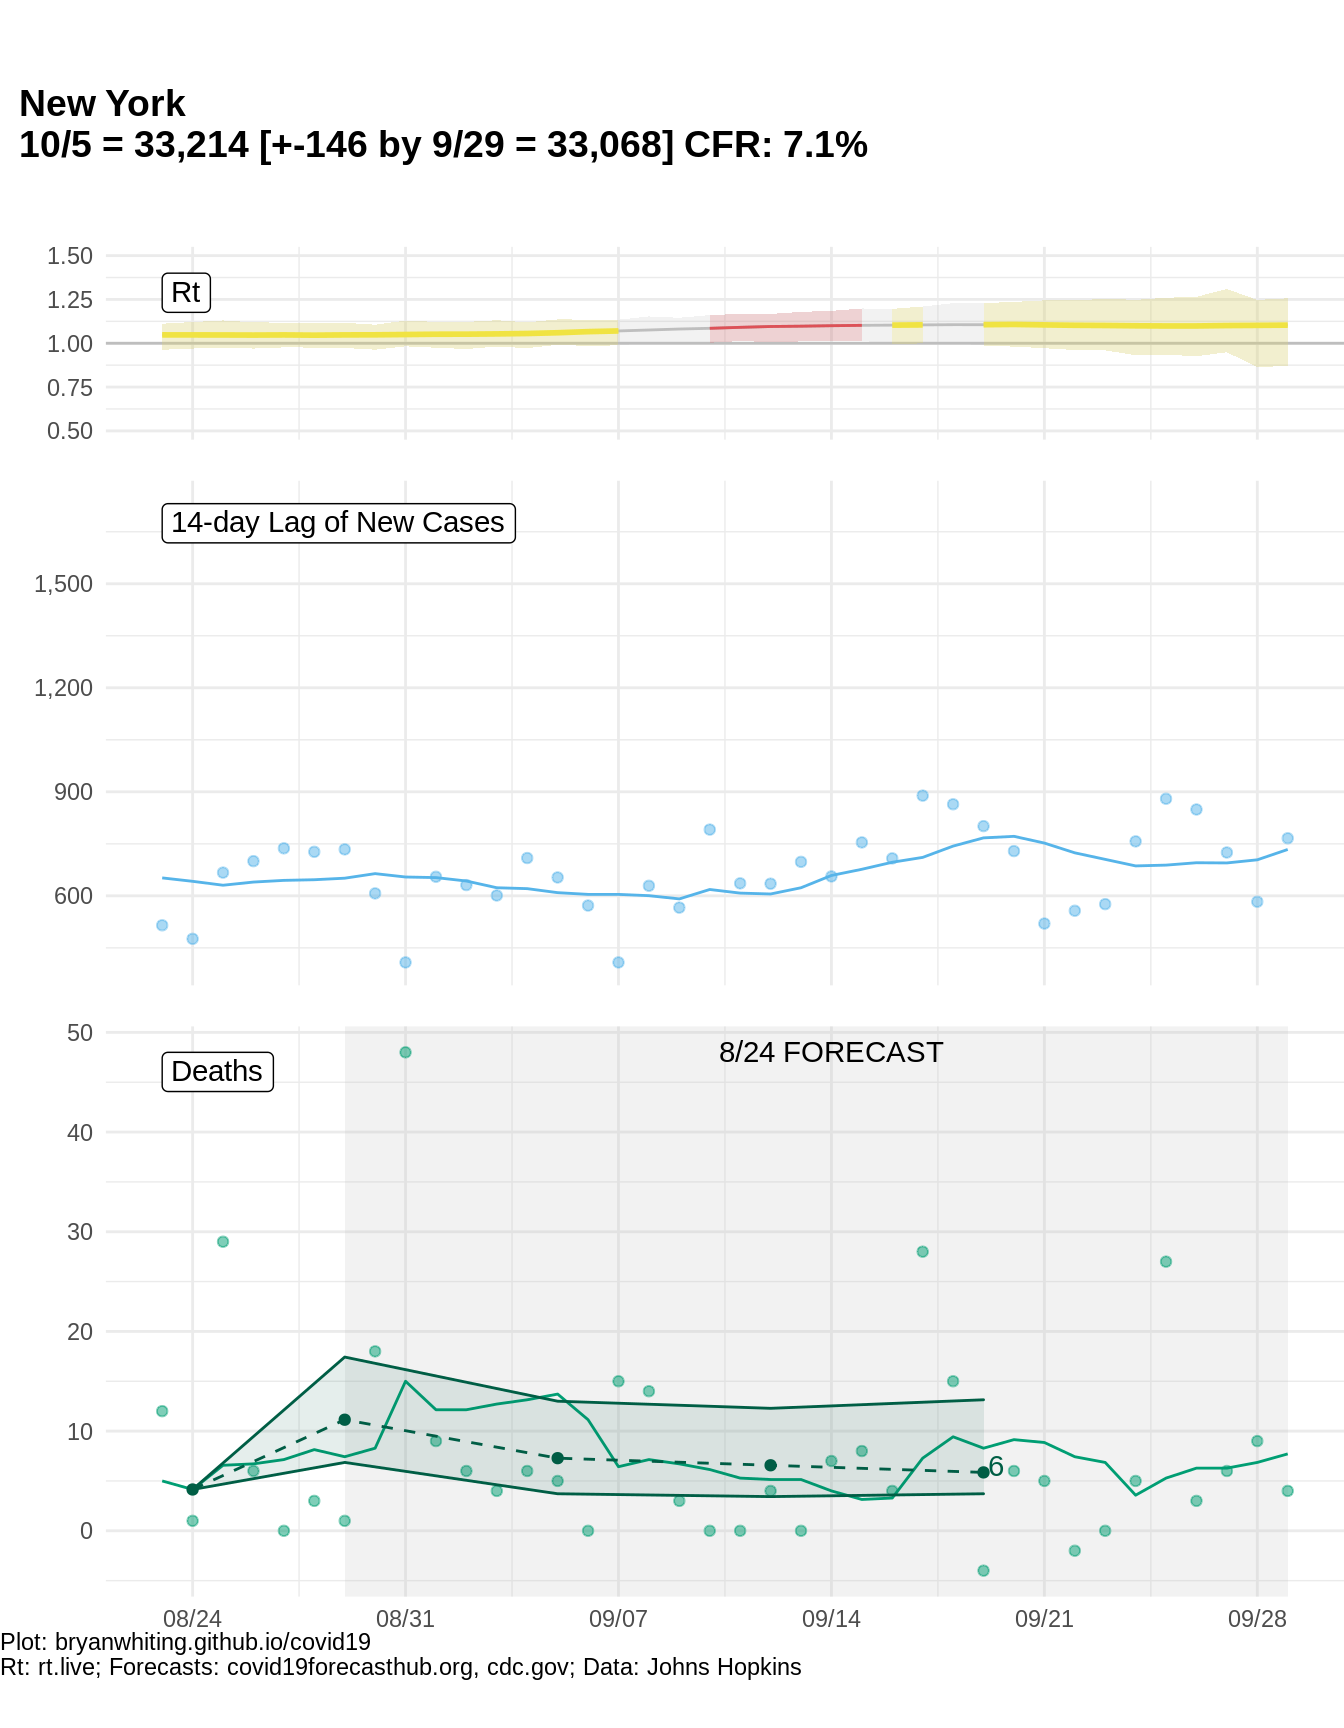 New York
10/5 = 33,214 [+-146 by 9/29 = 33,068] CFR: 7.1%
1.50
Rt
1.25
1.00
0.75
0.50
14-day Lag of New Cases
1,500
1,200
900
600
50
8/24 FORECAST
Deaths
40
30
20
10
6
0
08/24 08/31 09/07 09/14 09/21 09/28
Plot: bryanwhiting.github.io/covid19
Rt: rt.live; Forecasts: covid19forecasthub.org, cdc.gov; Data: Johns Hopkins